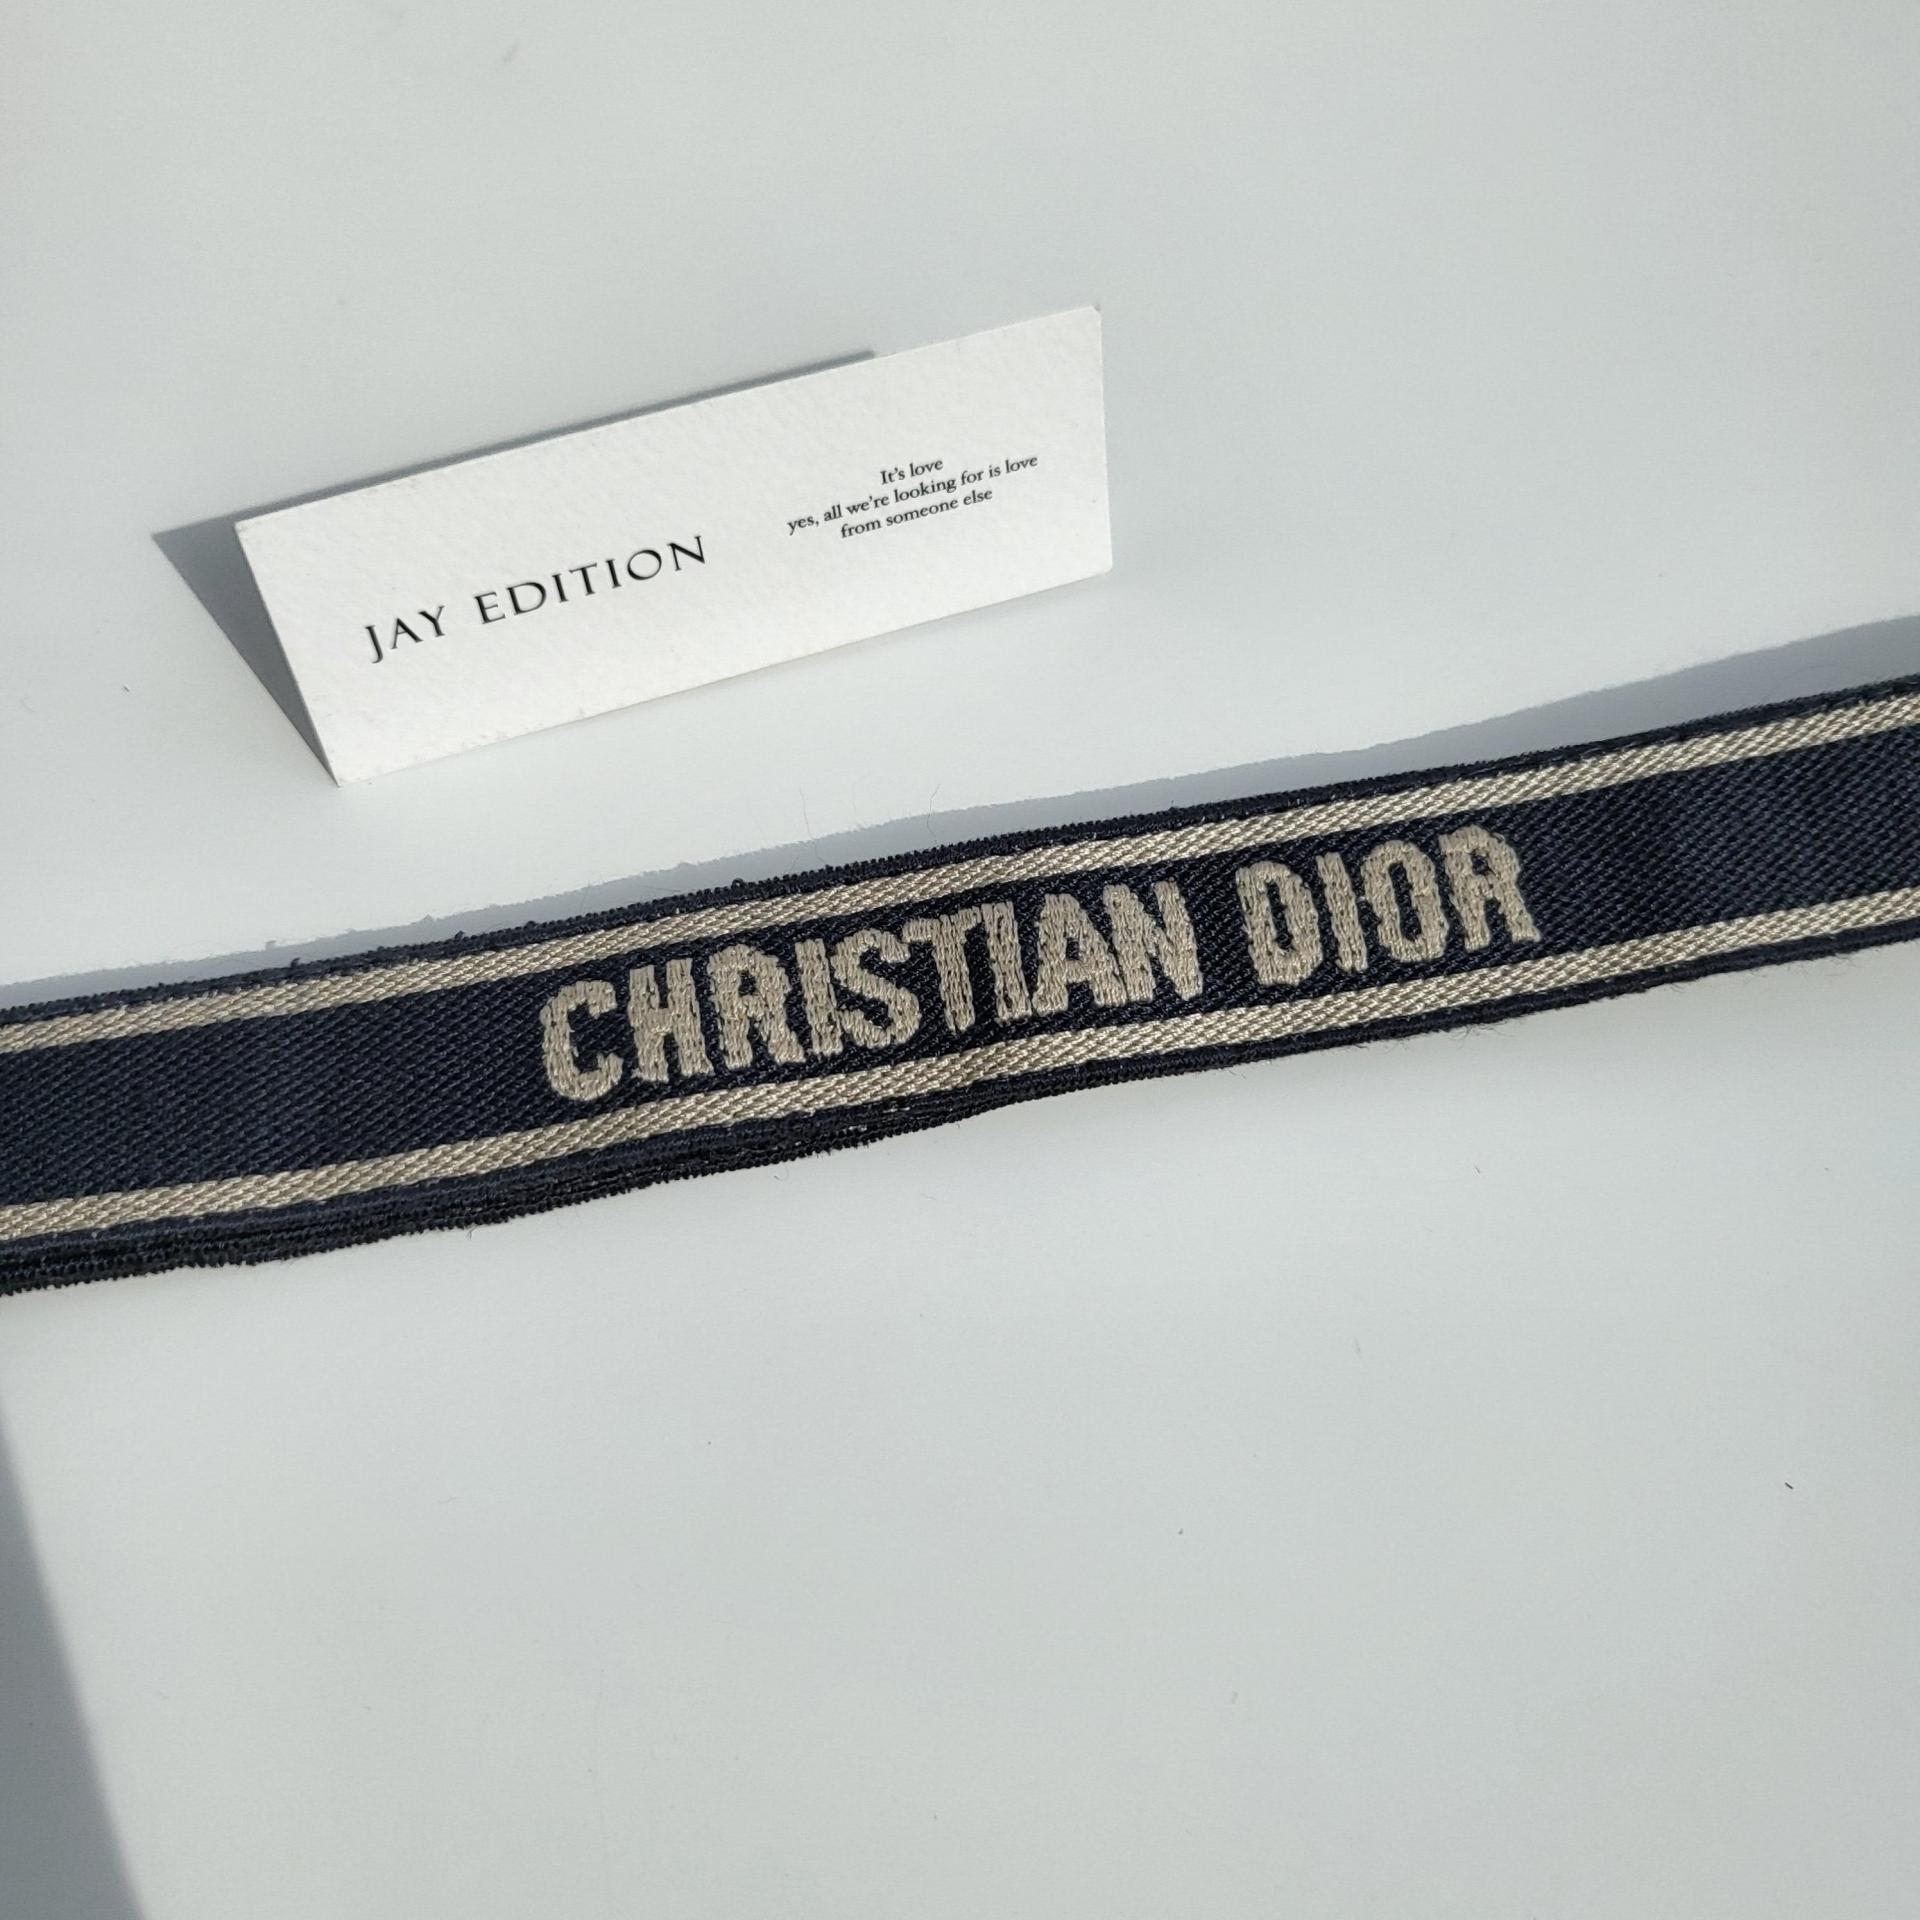 JAY EDITION
It's love
yes, all we're looking for is love
from someone else
CHRISTIAN DIOR